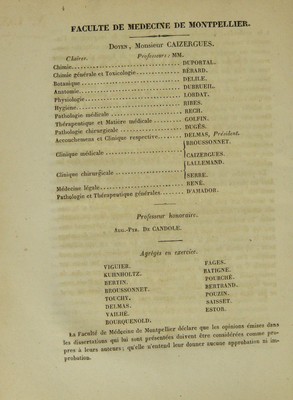 FACULTÉ DE MEDECINE DE MONTPELLIER.
DOYEN, Monsieur CAIZERGUES.
Chaires. Professeurs: MM.
Chimie. DUPORTAL.
Chimie générale et Toxicologie. BÉRARD.
Botanique DELILE.
Anatomie DUBRUEIL.
Physiologie LORDAT.
Hygiène RIBES.
Pathologie médicale RECH.
Thérapeutique et Matière médicale GOLFIN.
Pathologie chirurgicale DUGÈS.
Accouchemens et Clinique respective. DELMAS, Président.
Clinique médicale BROUSSONNET.
CAIZERGUES.
Clinique chirurgicale LALLEMAND.
SERRE.
Médecine légale. RENÉ.
Pathologie et Thérapeutique générales D'AMADOR.
Professeur honoraire.
AUG.-PYR. DE CANDOLE.
Agrégés en exercice.
VIGUIER. FAGES.
KUHNHOLTZ. BATIGNE.
BERTIN. POURCHÉ.
BROUSSONNET. BERTRAND.
TOUCHY. POUZIN.
DELMAS. SAISSET.
VAILHÉ. ESTOR.
BOURQUENOLD.
La Faculté de Médecine de Montpellier déclare que les opinions émises dans
les dissertations qui lui sont présentées doivent être considérées comme pro-
pres à leurs auteurs; qu'elle n'entend leur donner aucune approbation ni im-
probation.